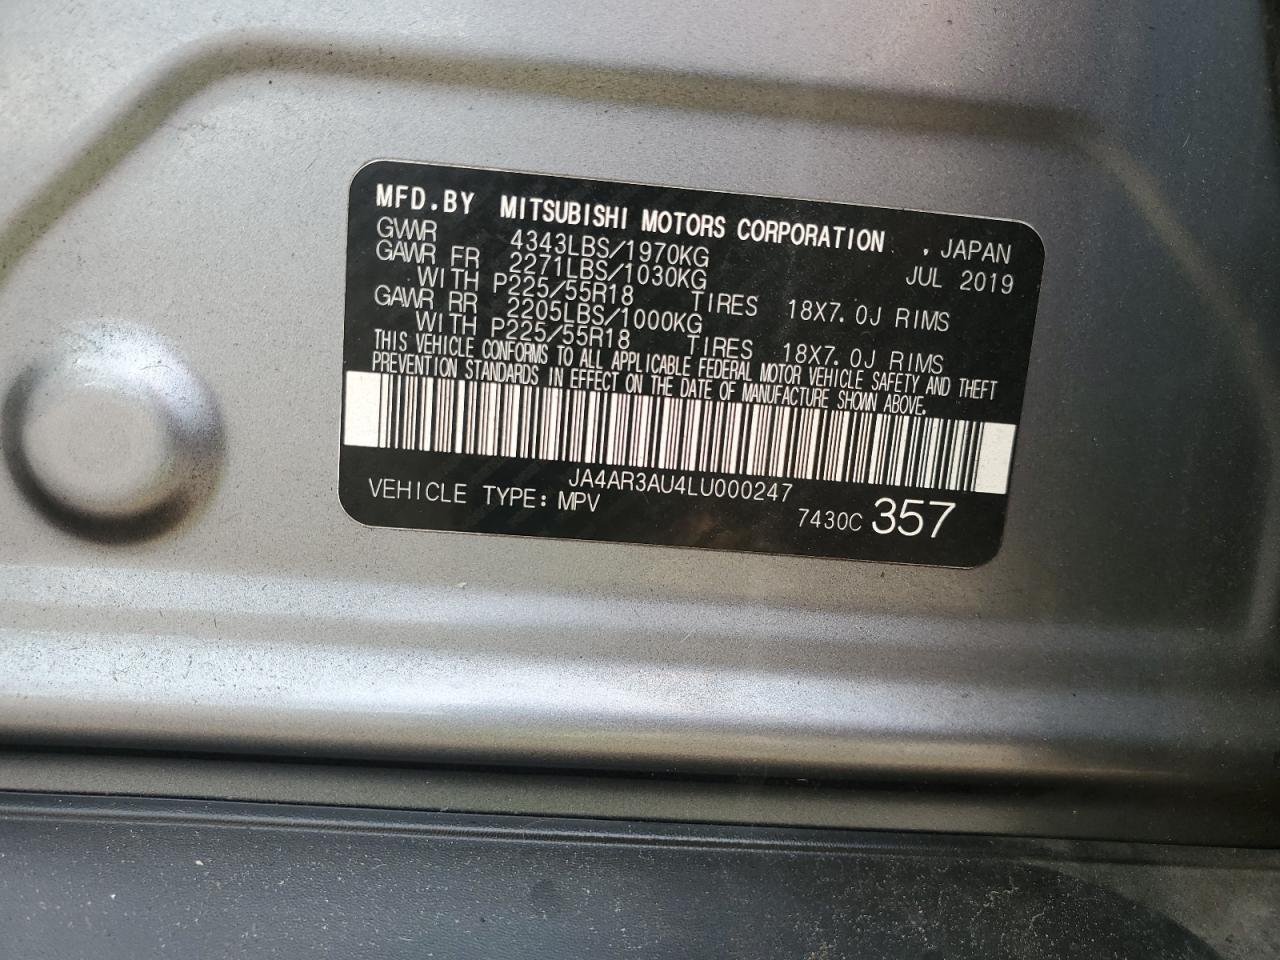 MFD.BY MITSUBISHI MOTORS CORPORATION , JAPAN
GVWR 4343LBS/1970KG JUL 2019
GAWR FR 2271LBS/1030KG
WITH P225/55R18 TIRES 18X7.0J RIMS
GAWR RR 2205LBS/1000KG
WITH P225/55R18 TIRES 18X7.0J RIMS
THIS VEHICLE CONFORMS TO ALL APPLICABLE FEDERAL MOTOR VEHICLE SAFETY AND THEFT
PREVENTION STANDARDS IN EFFECT ON THE DATE OF MANUFACTURE SHOWN ABOVE.
JA4AR3AU4LU000247
VEHICLE TYPE: MPV
7430C 357